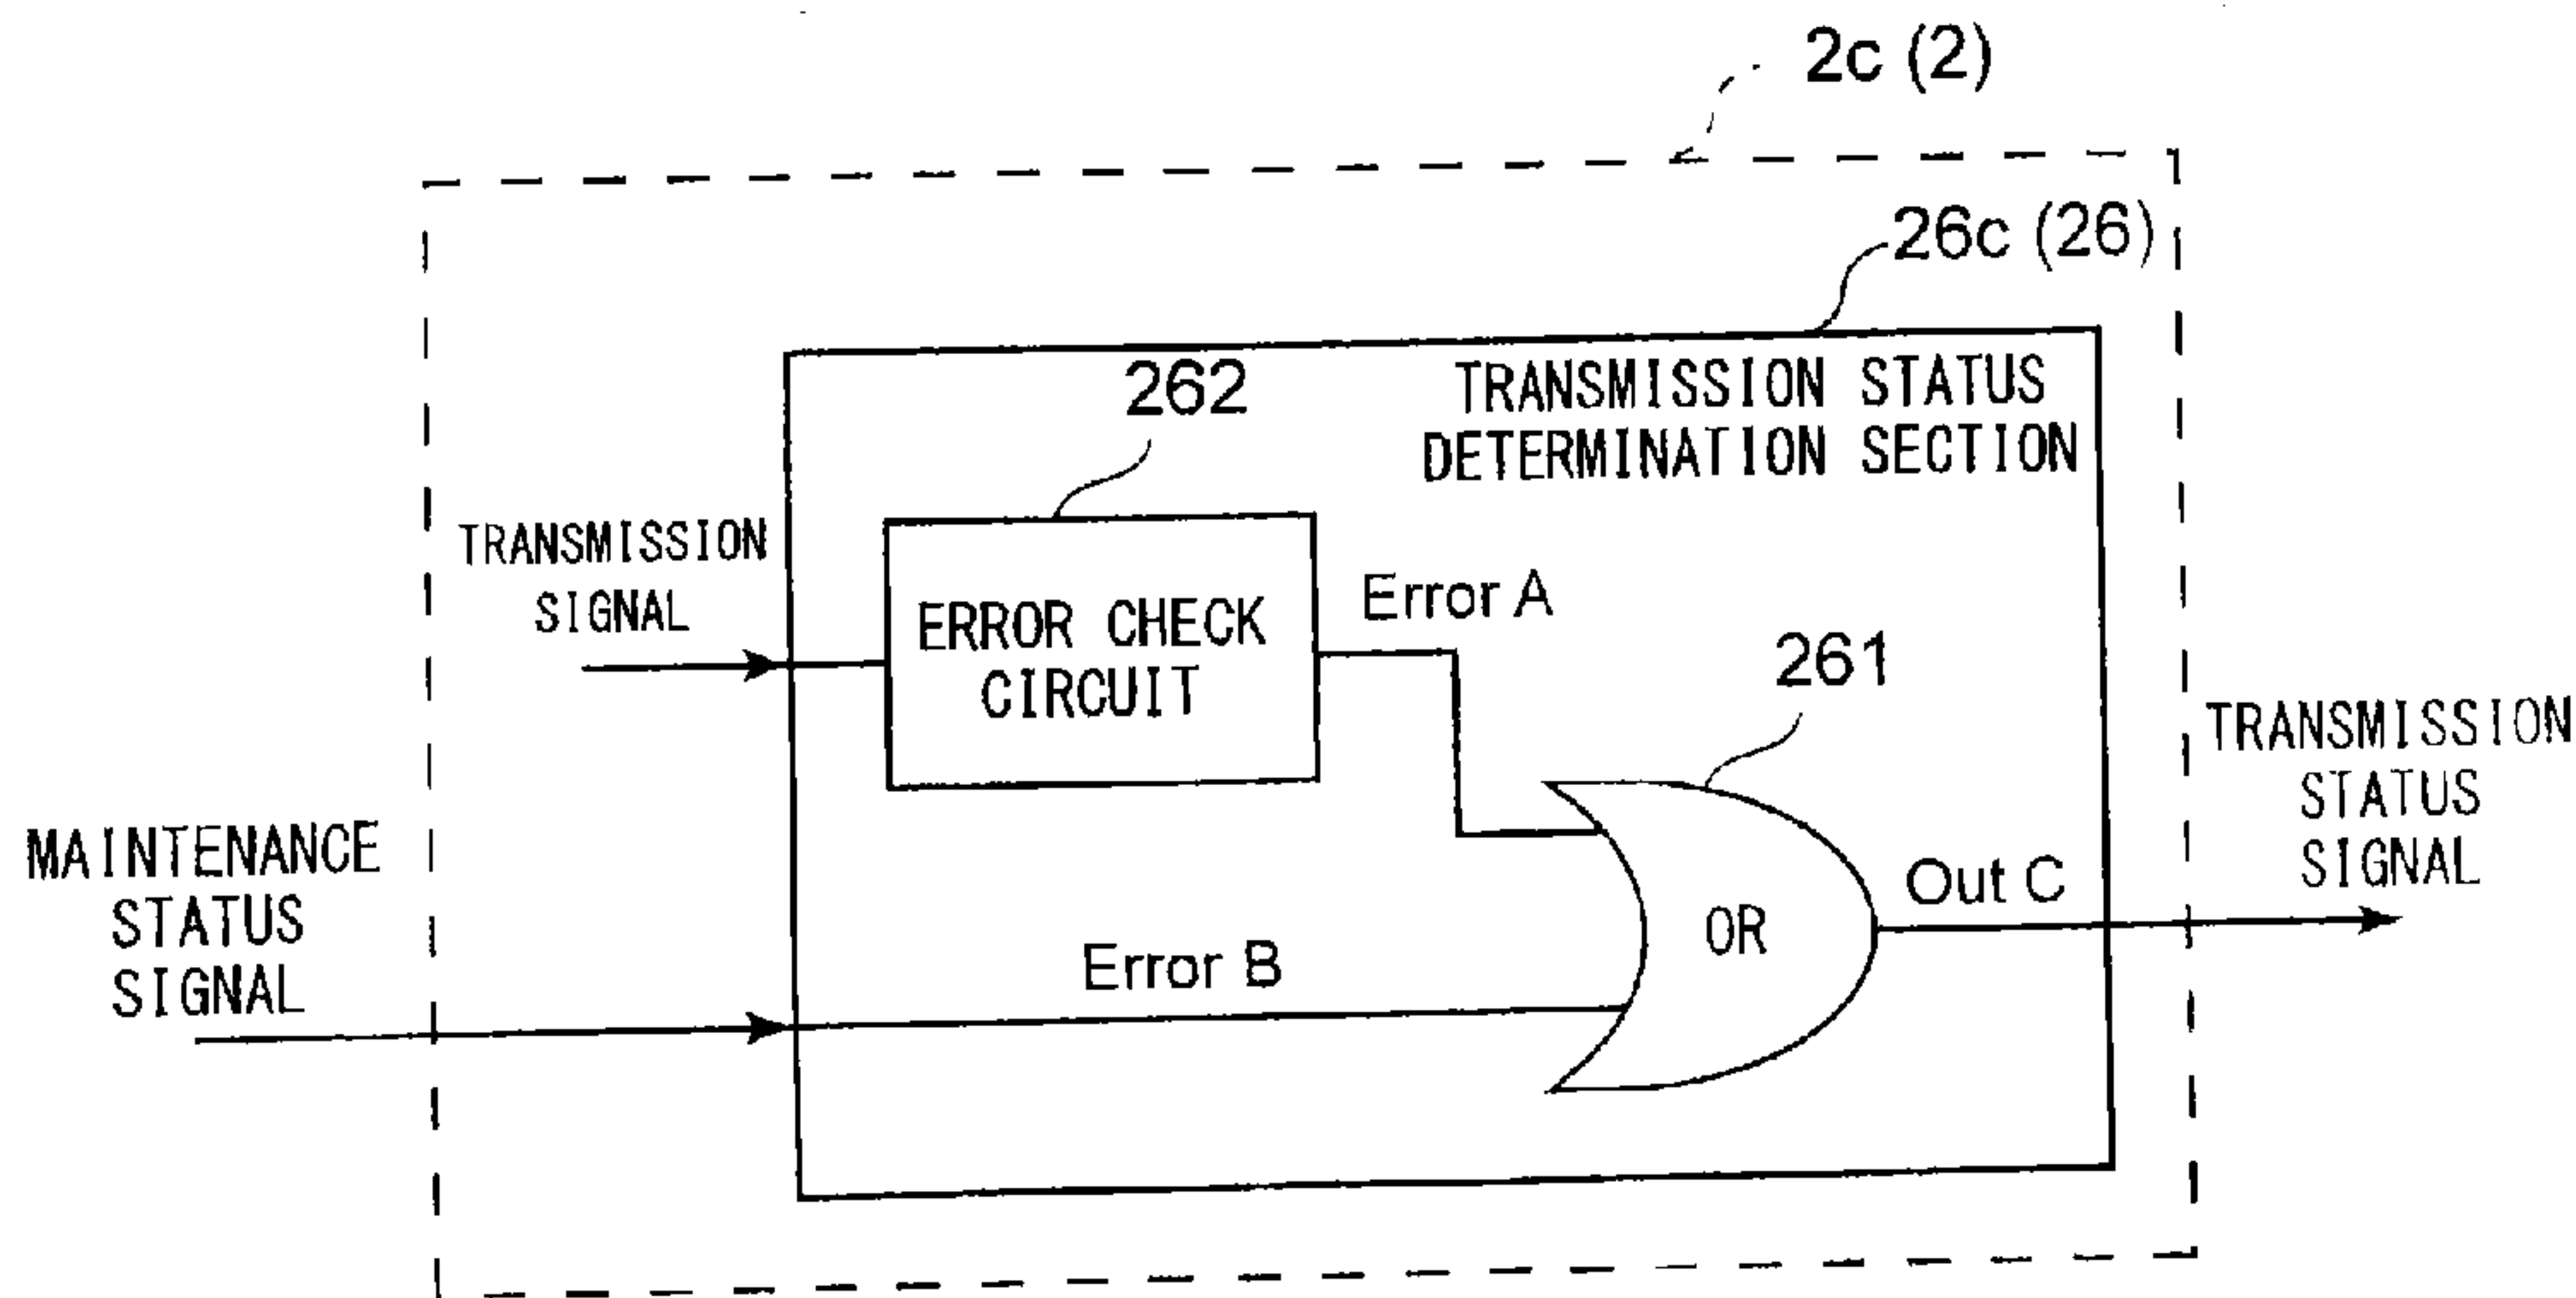 2c (2)
26c (26)
TRANSMISSION STATUS
DETERMINATION SECTION
262
TRANSMISSION
SIGNAL
ERROR CHECK
CIRCUIT
Error A
261
TRANSMISSION
STATUS
SIGNAL
MAINTENANCE
STATUS
SIGNAL
Error B
OR
Out C